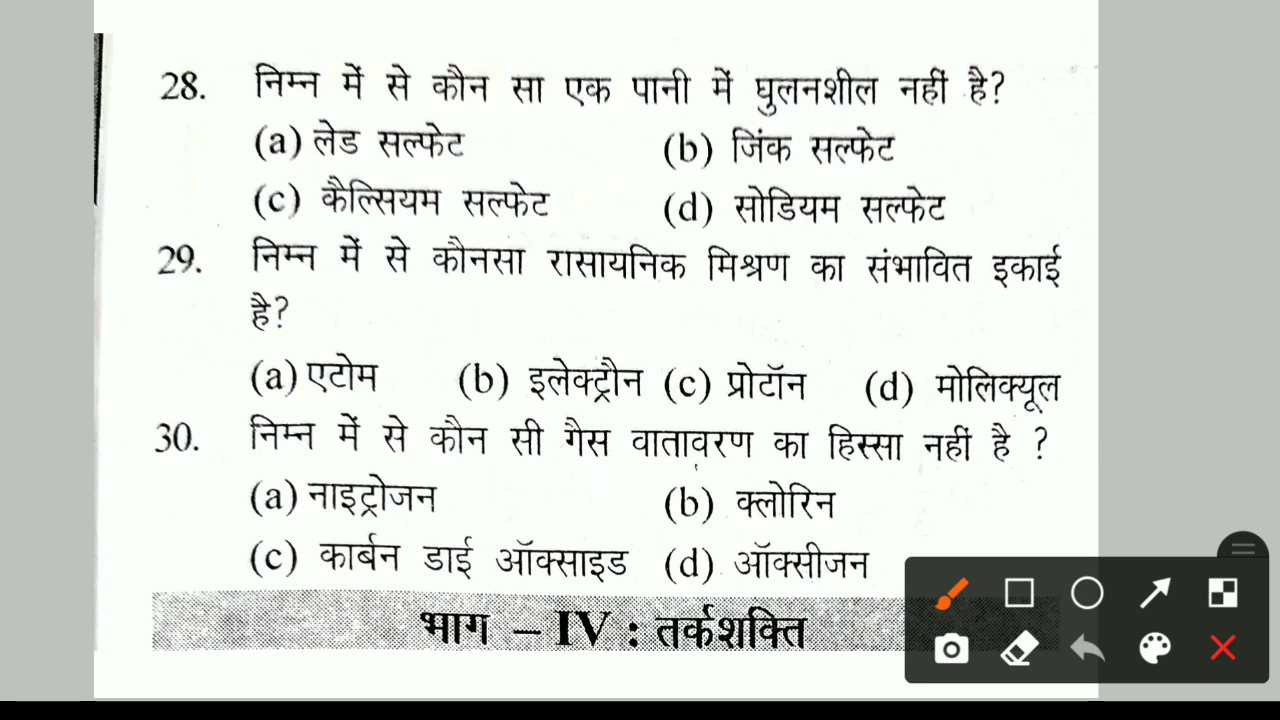 28. निम्न में से कौन सा एक पानी में घुलनशील नहीं है?
(a) लेड सल्फेट (b) जिंक सल्फेट
(c) कैल्सियम सल्फेट (d) सोडियम सल्फेट
29. निम्न में से कौनसा रासायनिक मिश्रण का संभावित इकाई
है?
(a) एटोम (b) इलेक्ट्रौन (c) प्रोटॉन (d) मोलिक्यूल
30. निम्न में से कौन सी गैस वातावरण का हिस्सा नहीं है ?
(a) नाइट्रोजन (b) क्लोरिन
(c) कार्बन डाई ऑक्साइड (d) ऑक्सीजन
भाग – IV : तर्कशक्ति